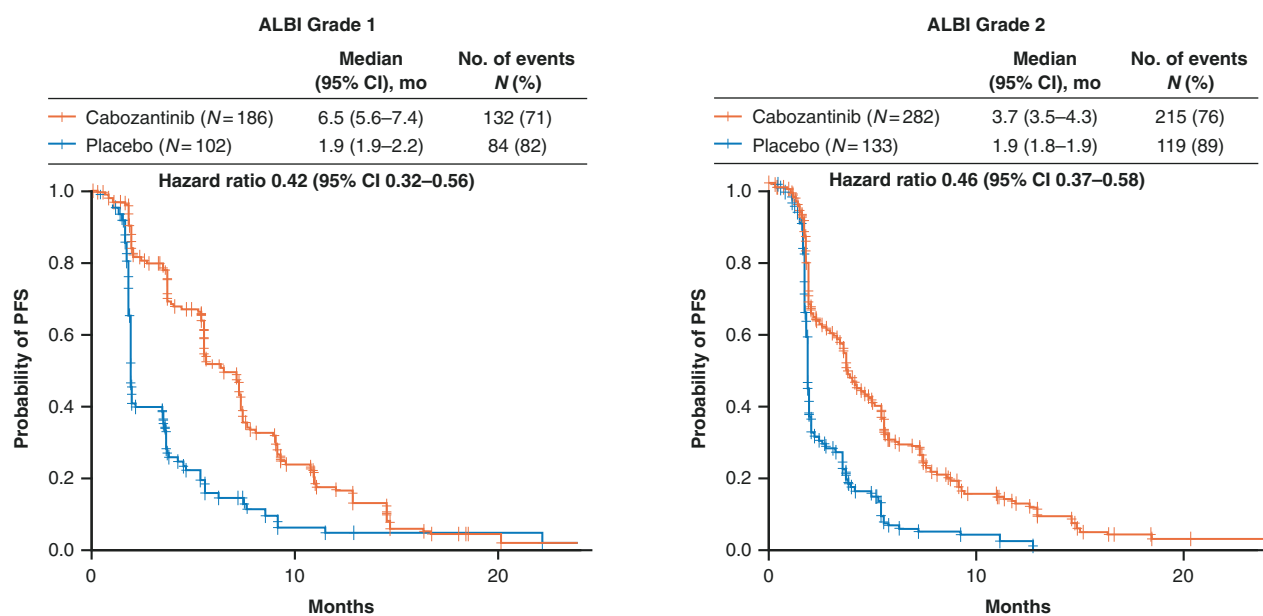 ALBI Grade 1
Median
(95% CI), mo
No. of events
N (%)
Cabozantinib (N=186) 6.5 (5.6–7.4) 132 (71)
Placebo (N=102) 1.9 (1.9–2.2) 84 (82)
Hazard ratio 0.42 (95% CI 0.32–0.56)
Probability of PFS
1.0
0.8
0.6
0.4
0.2
0.0
0 10 20
Months
ALBI Grade 2
Median
(95% CI), mo
No. of events
N (%)
Cabozantinib (N=282) 3.7 (3.5–4.3) 215 (76)
Placebo (N=133) 1.9 (1.8–1.9) 119 (89)
Hazard ratio 0.46 (95% CI 0.37–0.58)
Probability of PFS
1.0
0.8
0.6
0.4
0.2
0.0
0 10 20
Months